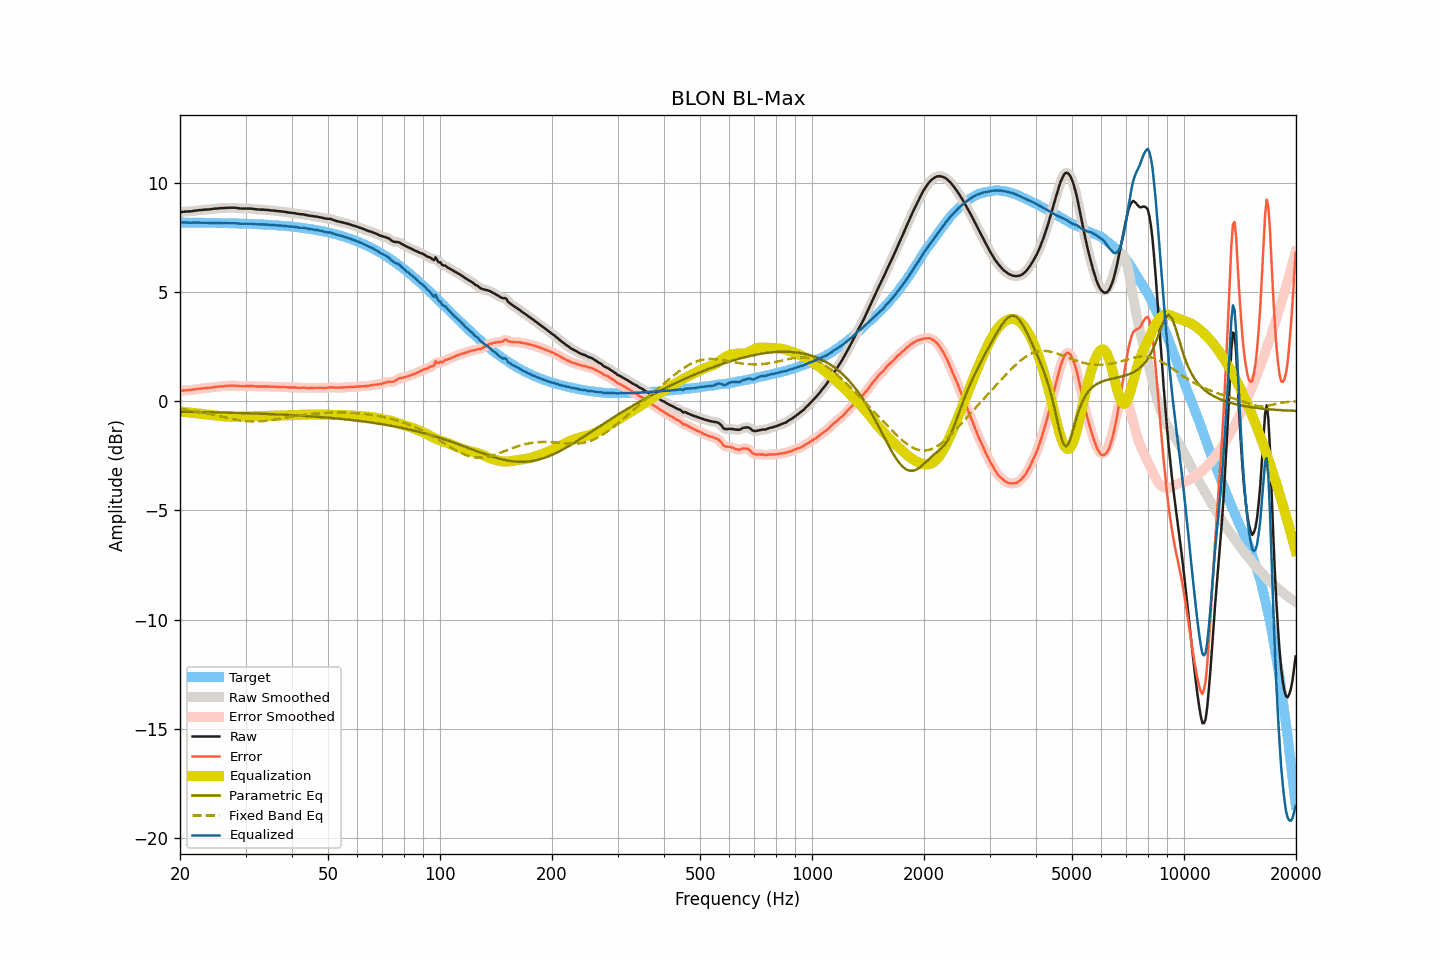 BLON BL-Max
10
5
0
−5
−10
−15
−20
Amplitude (dBr)
Target
Raw Smoothed
Error Smoothed
Raw
Error
Equalization
Parametric Eq
Fixed Band Eq
Equalized
20 50 100 200 500 1000 2000 5000 10000 20000
Frequency (Hz)